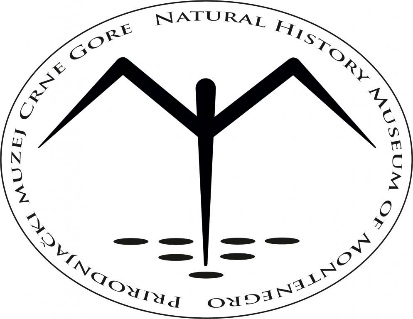 PRIRODNJAČKI MUZEJ CRNE GORE
NATURAL HISTORY MUSEUM OF MONTENEGRO